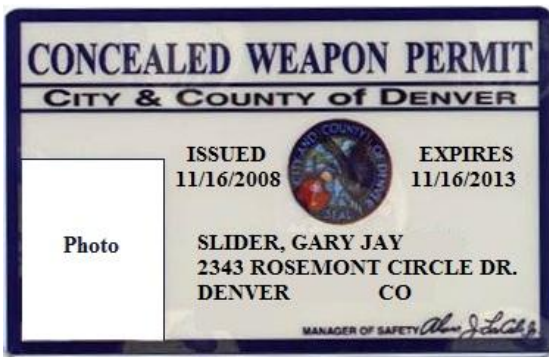 CONCEALED WEAPON PERMIT
CITY & COUNTY of DENVER
ISSUED
11/16/2008
EXPIRES
11/16/2013
Photo
SLIDER, GARY JAY
2343 ROSEMONT CIRCLE DR.
DENVER CO
MANAGER OF SAFETY